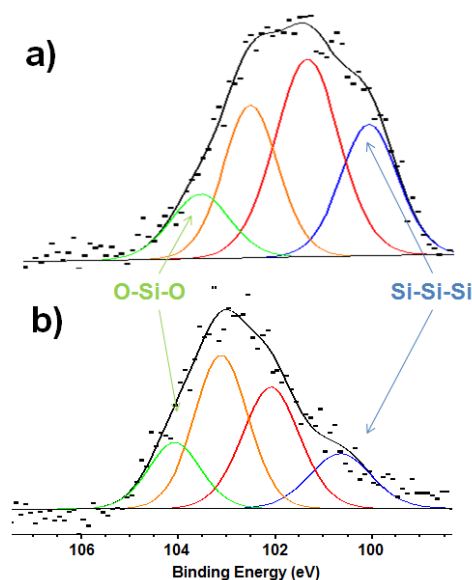 a)
O-Si-O
Si-Si-Si
b)
106
104
102
100
Binding Energy (eV)